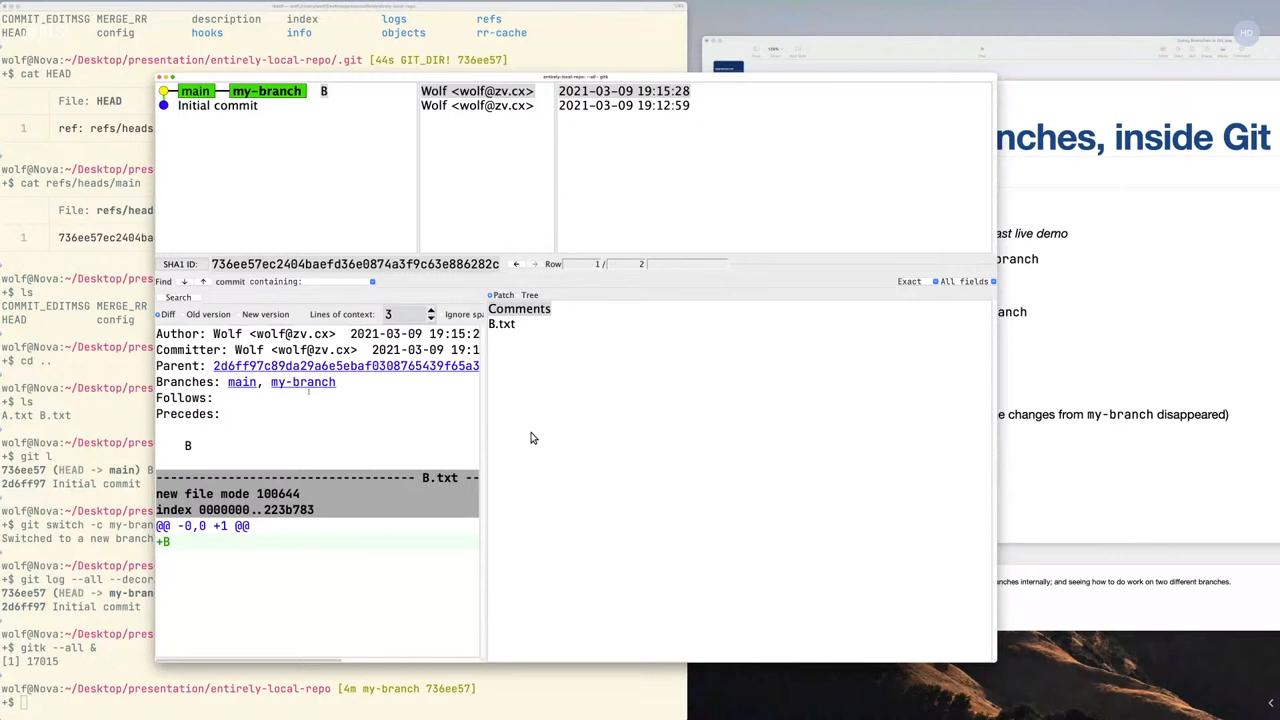 COMMIT_EDITMSG MERGE_RR description index logs refs
HEAD config hooks info objects rr-cache
wolf@Nova:~/Desktop/presentation/entirely-local-repo/.git [44s GIT_DIR! 736ee57]
+$ cat HEAD
File: HEAD
1 ref: refs/heads
wolf@Nova:~/Desktop/pres
+$ cat refs/heads/main
File: refs/head
1 736ee57ec2404ba
wolf@Nova:~/Desktop/pres
+$ ls
COMMIT_EDITMSG MERGE_RR
HEAD config
wolf@Nova:~/Desktop/pres
+$ cd ..
wolf@Nova:~/Desktop/pres
+$ ls
A.txt B.txt
wolf@Nova:~/Desktop/pres
+$ git l
736ee57 (HEAD -> main) B
2d6ff97 Initial commit
wolf@Nova:~/Desktop/pres
+$ git switch -c my-bran
Switched to a new branch
wolf@Nova:~/Desktop/pres
+$ git log --all --decor
736ee57 (HEAD -> my-bran
2d6ff97 Initial commit
wolf@Nova:~/Desktop/pres
+$ gitk --all &
[1] 17015
wolf@Nova:~/Desktop/presentation/entirely-local-repo [4m my-branch 736ee57]
+$
entirely-local-repo: --all - gitk
main my-branch B Wolf <wolf@zv.cx> 2021-03-09 19:15:28
Initial commit Wolf <wolf@zv.cx> 2021-03-09 19:12:59
SHA1 ID: 736ee57ec2404baefd36e0874a3f9c63e886282c Row 1 / 2
Find commit containing: Exact All fields
Search
Diff Old version New version Lines of context: 3 Ignore spa
Author: Wolf <wolf@zv.cx> 2021-03-09 19:15:2
Committer: Wolf <wolf@zv.cx> 2021-03-09 19:1
Parent: 2d6ff97c89da29a6e5ebaf0308765439f65a3
Branches: main, my-branch
Follows:
Precedes:
B
---------------------------------- B.txt --
new file mode 100644
index 0000000..223b783
@@ -0,0 +1 @@
+B
Patch Tree
Comments
B.txt
HD
nches, inside Git
ast live demo
ranch
nch
e changes from my-branch disappeared)
nches internally; and seeing how to do work on two different branches.